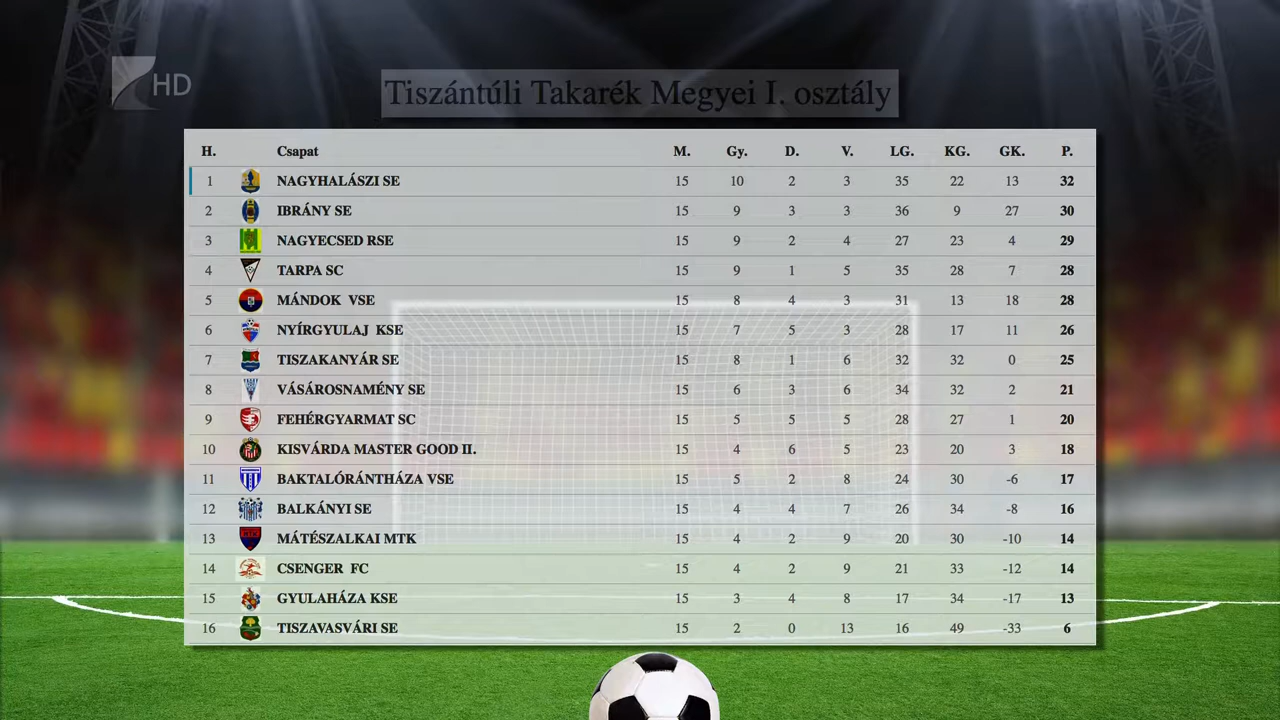 HD
Tiszántúli Takarék Megyei I. osztály
H. Csapat M. Gy. D. V. LG. KG. GK. P.
1 NAGYHALÁSZI SE 15 10 2 3 35 22 13 32
2 IBRÁNY SE 15 9 3 3 36 9 27 30
3 NAGYECSED RSE 15 9 2 4 27 23 4 29
4 TARPA SC 15 9 1 5 35 28 7 28
5 MÁNDOK VSE 15 8 4 3 31 13 18 28
6 NYÍRGYULAJ KSE 15 7 5 3 28 17 11 26
7 TISZAKANYÁR SE 15 8 1 6 32 32 0 25
8 VÁSÁROSNAMÉNY SE 15 6 3 6 34 32 2 21
9 FEHÉRGYARMAT SC 15 5 5 5 28 27 1 20
10 KISVÁRDA MASTER GOOD II. 15 4 6 5 23 20 3 18
11 BAKTALÓRÁNTHÁZA VSE 15 5 2 8 24 30 -6 17
12 BALKÁNYI SE 15 4 4 7 26 34 -8 16
13 MÁTÉSZALKAI MTK 15 4 2 9 20 30 -10 14
14 CSENGER FC 15 4 2 9 21 33 -12 14
15 GYULAHÁZA KSE 15 3 4 8 17 34 -17 13
16 TISZAVASVÁRI SE 15 2 0 13 16 49 -33 6